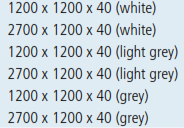 1200 x 1200 x 40 (white)
2700 x 1200 x 40 (white)
1200 x 1200 x 40 (light grey)
2700 x 1200 x 40 (light grey)
1200 x 1200 x 40 (grey)
2700 x 1200 x 40 (grey)